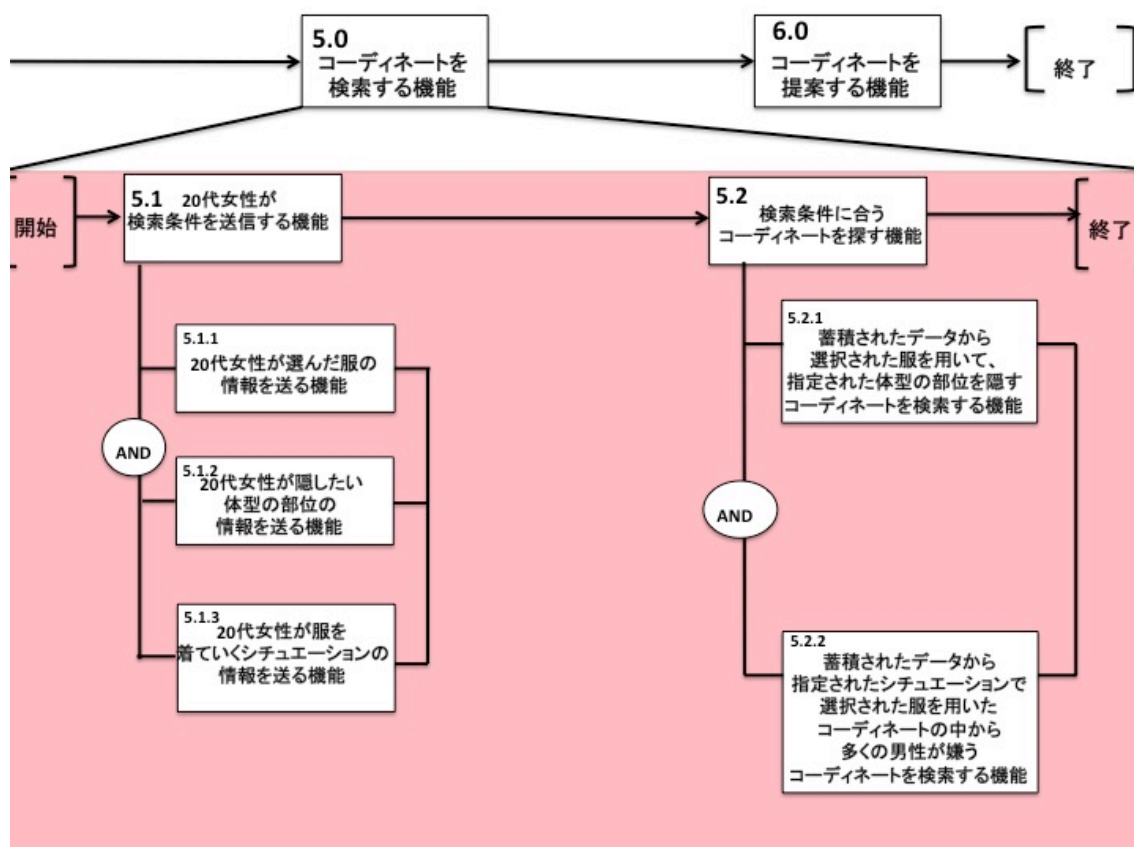 5.0
コーディネートを
検索する機能
6.0
コーディネートを
提案する機能
終了
開始
5.1 20代女性が
検索条件を送信する機能
5.2
検索条件に合う
コーディネートを探す機能
終了
5.1.1
20代女性が選んだ服の
情報を送る機能
AND
5.1.2
20代女性が隠したい
体型の部位の
情報を送る機能
5.1.3
20代女性が服を
着ていくシチュエーションの
情報を送る機能
5.2.1
蓄積されたデータから
選択された服を用いて、
指定された体型の部位を隠す
コーディネートを検索する機能
AND
5.2.2
蓄積されたデータから
指定されたシチュエーションで
選択された服を用いた
コーディネートの中から
多くの男性が嫌う
コーディネートを検索する機能